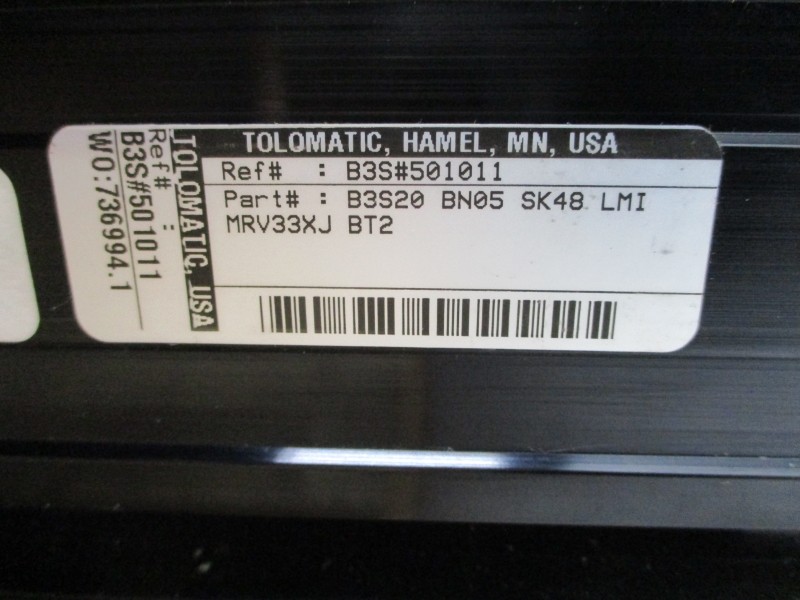 TOLOMATIC, HAMEL, MN, USA
Ref# : B3S#501011
Part# : B3S20 BN05 SK48 LMI
MRV33XJ BT2
TOLOMATIC, USA
Ref# :
B3S#501011
WO:736994.1